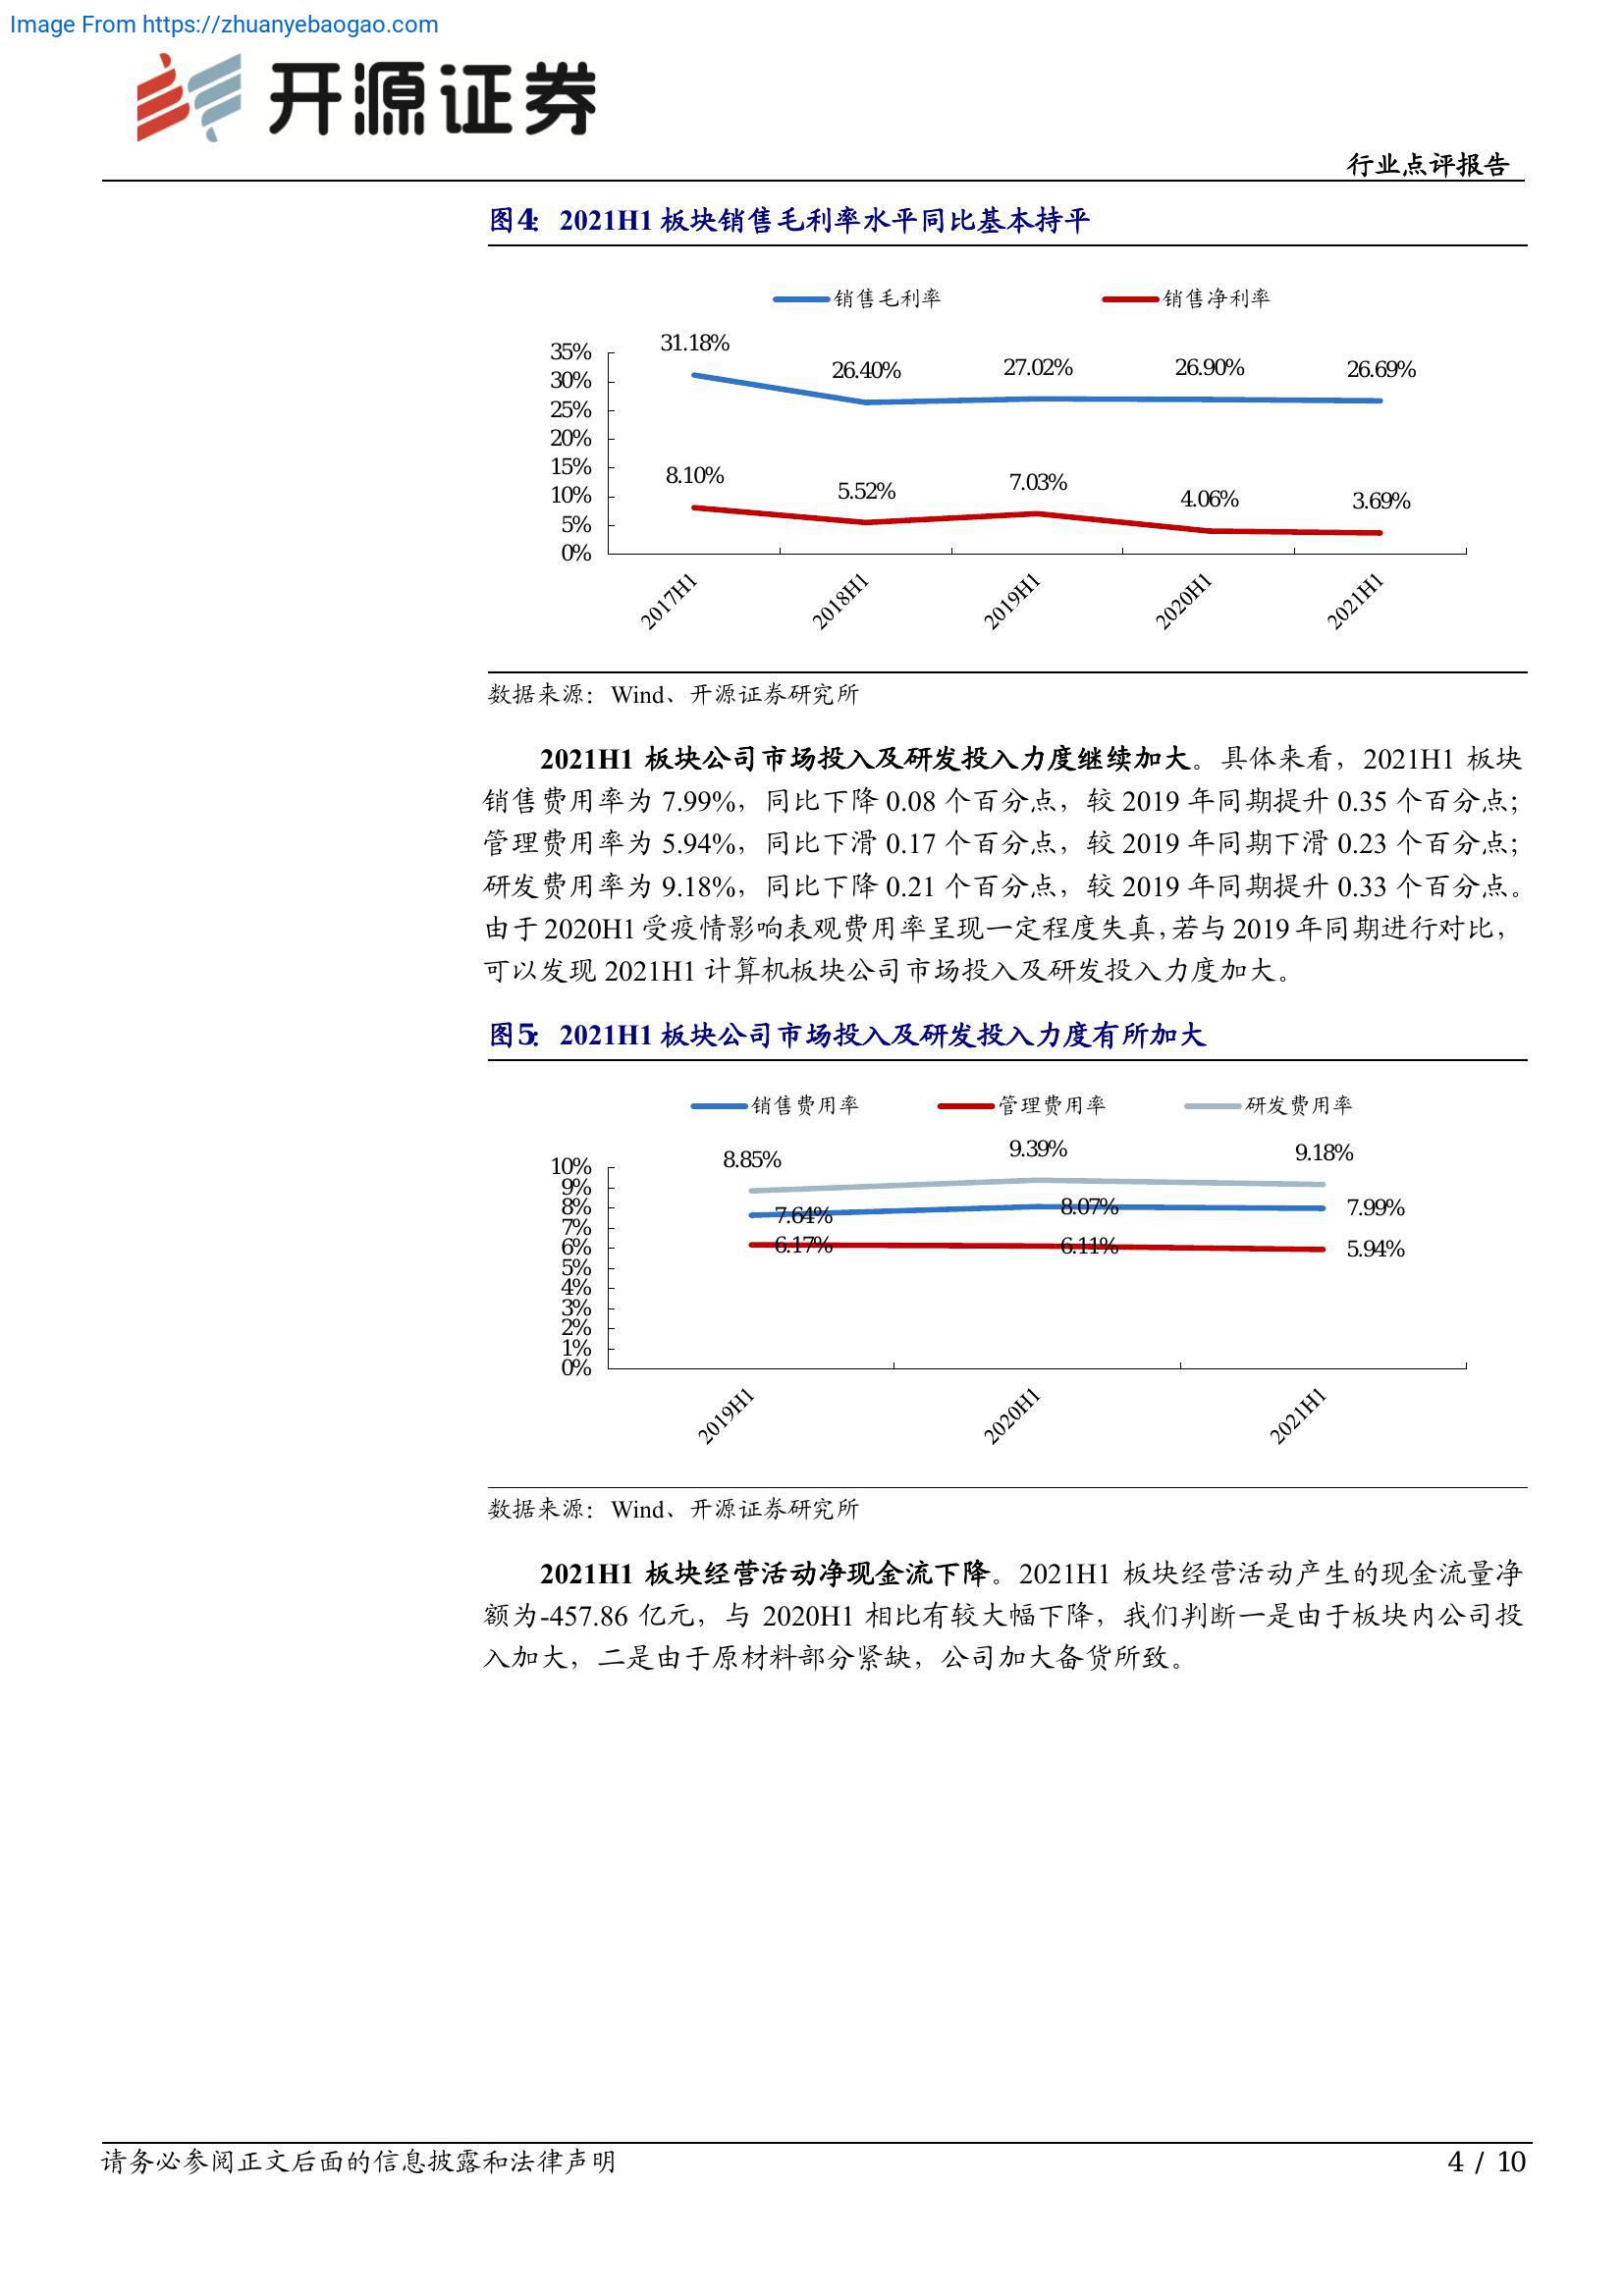 Image From https://zhuanyebaogao.com
开源证券
行业点评报告
图4： 2021H1 板块销售毛利率水平同比基本持平
销售毛利率 销售净利率
35%
30%
25%
20%
15%
10%
5%
0%
31.18% 26.40% 27.02% 26.90% 26.69%
8.10% 5.52% 7.03% 4.06% 3.69%
2017H1 2018H1 2019H1 2020H1 2021H1
数据来源：Wind、开源证券研究所
2021H1 板块公司市场投入及研发投入力度继续加大。具体来看，2021H1 板块
销售费用率为 7.99%，同比下降 0.08 个百分点，较 2019 年同期提升 0.35 个百分点；
管理费用率为 5.94%，同比下滑 0.17 个百分点，较 2019 年同期下滑 0.23 个百分点；
研发费用率为 9.18%，同比下降 0.21 个百分点，较 2019 年同期提升 0.33 个百分点。
由于 2020H1 受疫情影响表观费用率呈现一定程度失真，若与 2019 年同期进行对比，
可以发现 2021H1 计算机板块公司市场投入及研发投入力度加大。
图5： 2021H1 板块公司市场投入及研发投入力度有所加大
销售费用率 管理费用率 研发费用率
10%
9%
8%
7%
6%
5%
4%
3%
2%
1%
0%
8.85% 9.39% 9.18%
7.64% 8.07% 7.99%
6.17% 6.11% 5.94%
2019H1 2020H1 2021H1
数据来源：Wind、开源证券研究所
2021H1 板块经营活动净现金流下降。2021H1 板块经营活动产生的现金流量净
额为-457.86 亿元，与 2020H1 相比有较大幅下降，我们判断一是由于板块内公司投
入加大，二是由于原材料部分紧缺，公司加大备货所致。
请务必参阅正文后面的信息披露和法律声明
4 / 10